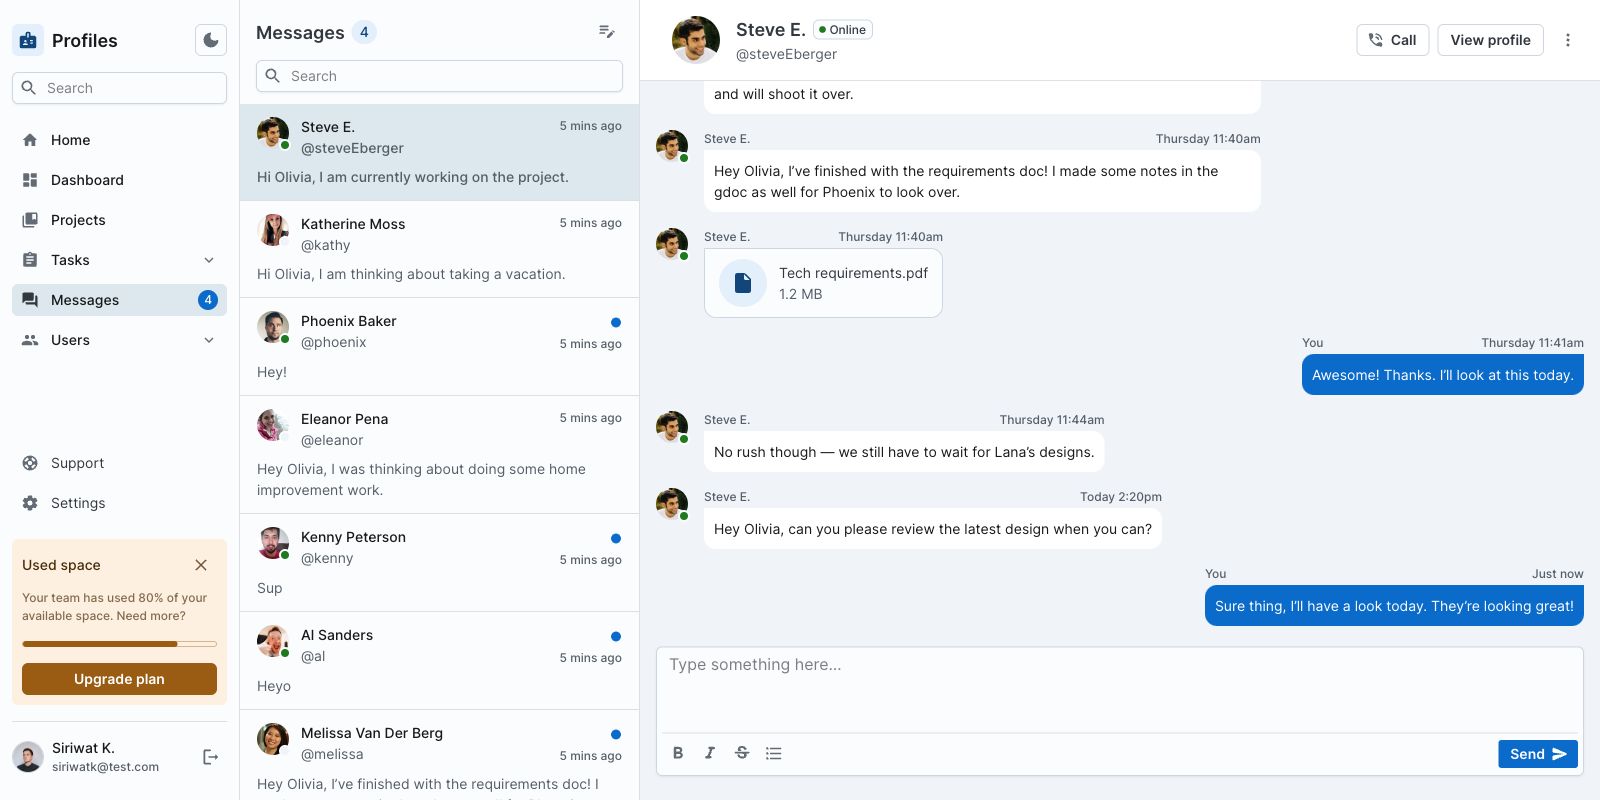 Profiles
Search
Home
Dashboard
Projects
Tasks
Messages 4
Users
Support
Settings
Used space
Your team has used 80% of your
available space. Need more?
Upgrade plan
Siriwat K.
siriwatk@test.com
Messages 4
Search
Steve E. 5 mins ago
@steveEberger
Hi Olivia, I am currently working on the project.
Katherine Moss 5 mins ago
@kathy
Hi Olivia, I am thinking about taking a vacation.
Phoenix Baker
@phoenix 5 mins ago
Hey!
Eleanor Pena 5 mins ago
@eleanor
Hey Olivia, I was thinking about doing some home
improvement work.
Kenny Peterson
@kenny 5 mins ago
Sup
Al Sanders
@al 5 mins ago
Heyo
Melissa Van Der Berg
@melissa 5 mins ago
Hey Olivia, I’ve finished with the requirements doc! I
Steve E. Online
@steveEberger
Call View profile
and will shoot it over.
Steve E. Thursday 11:40am
Hey Olivia, I’ve finished with the requirements doc! I made some notes in the
gdoc as well for Phoenix to look over.
Steve E. Thursday 11:40am
Tech requirements.pdf
1.2 MB
You Thursday 11:41am
Awesome! Thanks. I’ll look at this today.
Steve E. Thursday 11:44am
No rush though — we still have to wait for Lana’s designs.
Steve E. Today 2:20pm
Hey Olivia, can you please review the latest design when you can?
You Just now
Sure thing, I’ll have a look today. They’re looking great!
Type something here…
B I S
Send